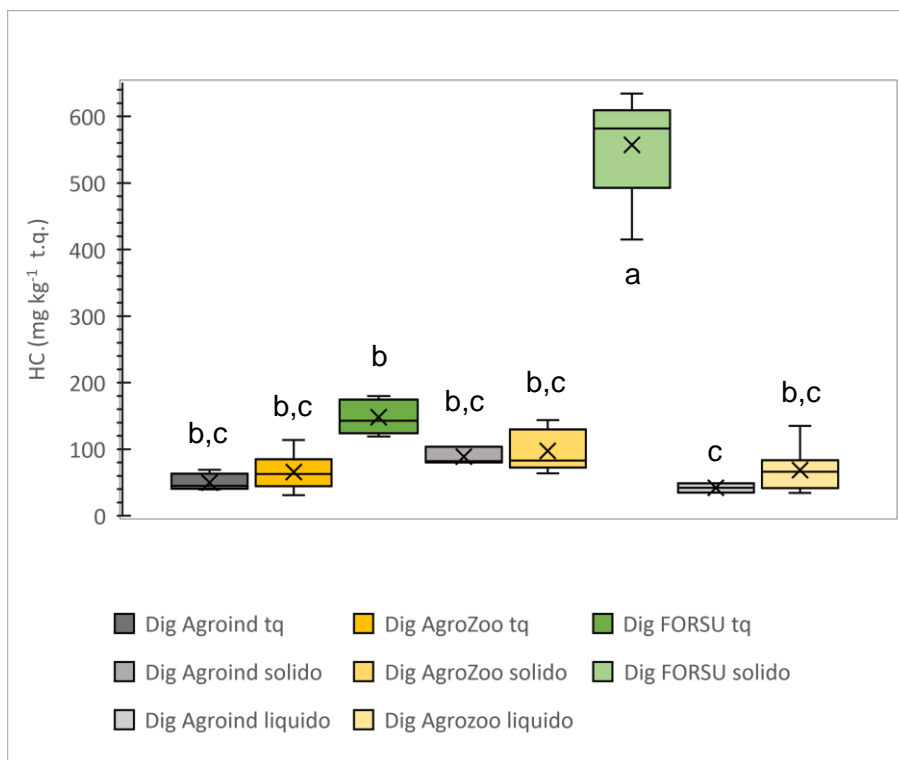 HC (mg kg⁻¹ t.q.)
600
500
400
300
200
100
0
b,c
b,c
b
b,c
b,c
a
c
b,c
Dig Agroind tq
Dig AgroZoo tq
Dig FORSU tq
Dig Agroind solido
Dig AgroZoo solido
Dig FORSU solido
Dig Agroind liquido
Dig Agrozoo liquido